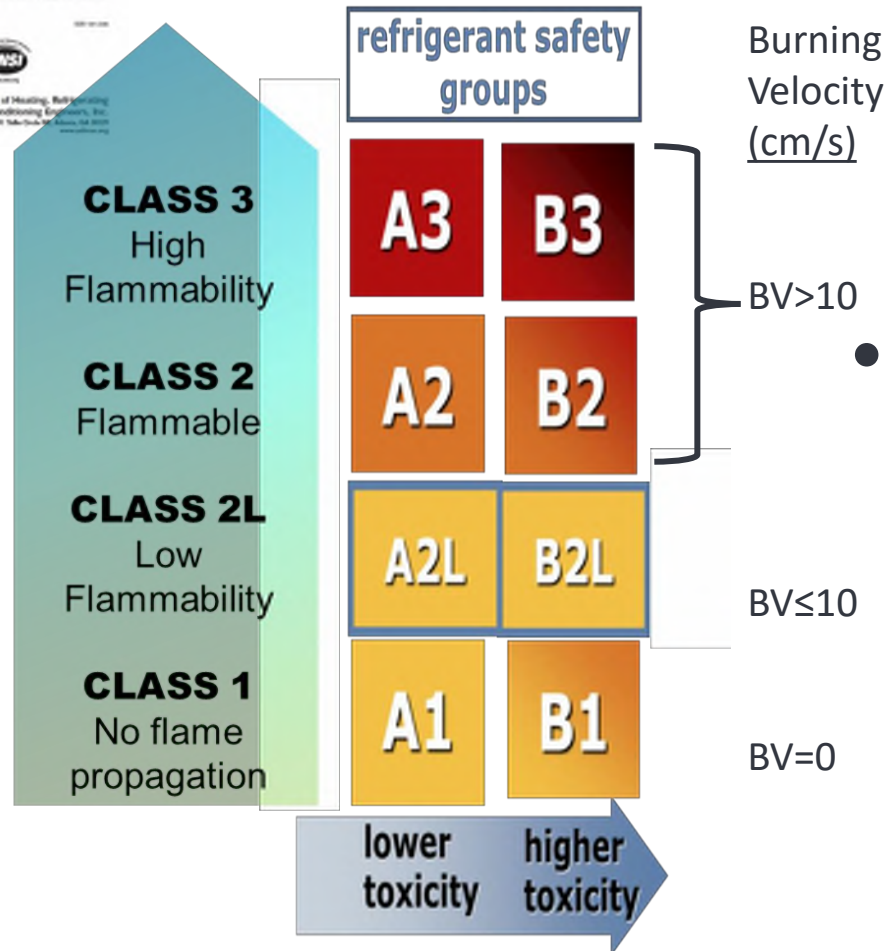 refrigerant safety
groups
Burning
Velocity
(cm/s)
CLASS 3
High
Flammability
A3
B3
BV>10
•
CLASS 2
Flammable
A2
B2
CLASS 2L
Low
Flammability
A2L
B2L
BV≤10
CLASS 1
No flame
propagation
A1
B1
BV=0
lower
toxicity
higher
toxicity